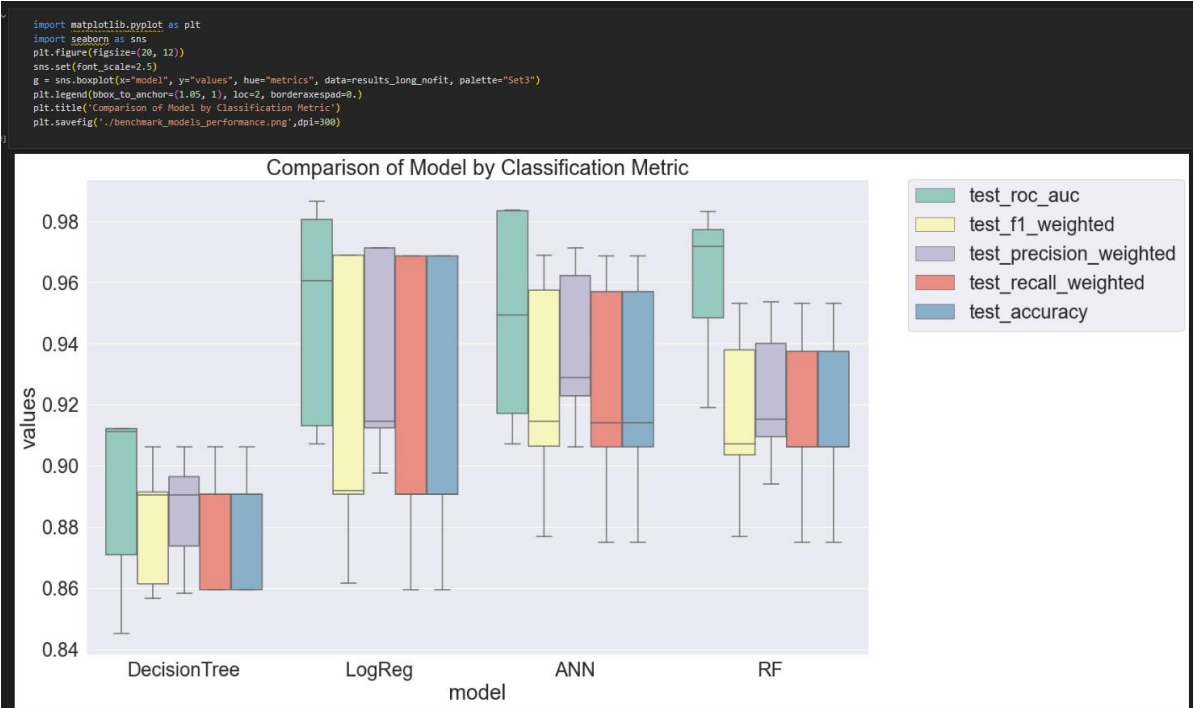 import matplotlib.pyplot as plt
import seaborn as sns
plt.figure(figsize=(20, 12))
sns.set(font_scale=2.5)
g = sns.boxplot(x="model", y="values", hue="metrics", data=results_long_nofit, palette="Set3")
plt.legend(bbox_to_anchor=(1.05, 1), loc=2, borderaxespad=0.)
plt.title('Comparison of Model by Classification Metric')
plt.savefig('./benchmark_models_performance.png',dpi=300)
Comparison of Model by Classification Metric
0.98
0.96
0.94
0.92
0.90
0.88
0.86
0.84
values
DecisionTree
LogReg
ANN
RF
model
test_roc_auc
test_f1_weighted
test_precision_weighted
test_recall_weighted
test_accuracy